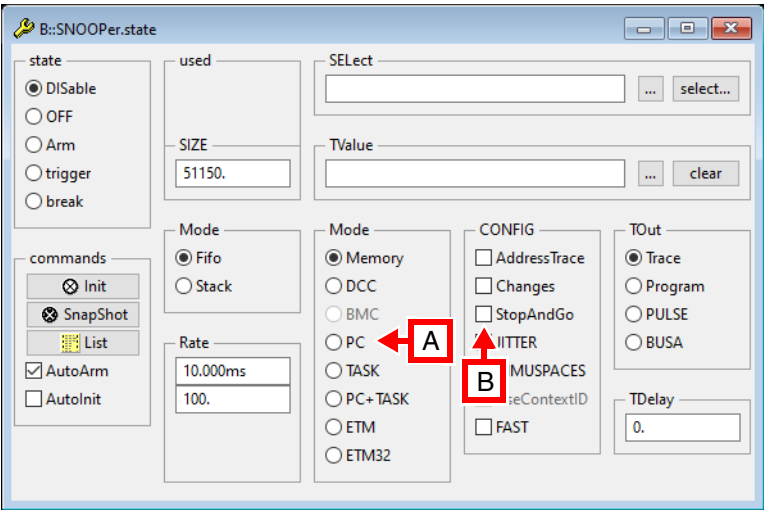 B::SNOOPer.state
state
DISable
OFF
Arm
trigger
break
used
SIZE
51150.
SELect
...
select...
TValue
...
clear
commands
Init
SnapShot
List
AutoArm
AutoInit
Mode
Fifo
Stack
Rate
10.000ms
100.
Mode
Memory
DCC
BMC
PC
TASK
PC+TASK
ETM
ETM32
A
CONFIG
AddressTrace
Changes
StopAndGo
JITTER
MUSPACES
seContextID
FAST
B
TOut
Trace
Program
PULSE
BUSA
TDelay
0.